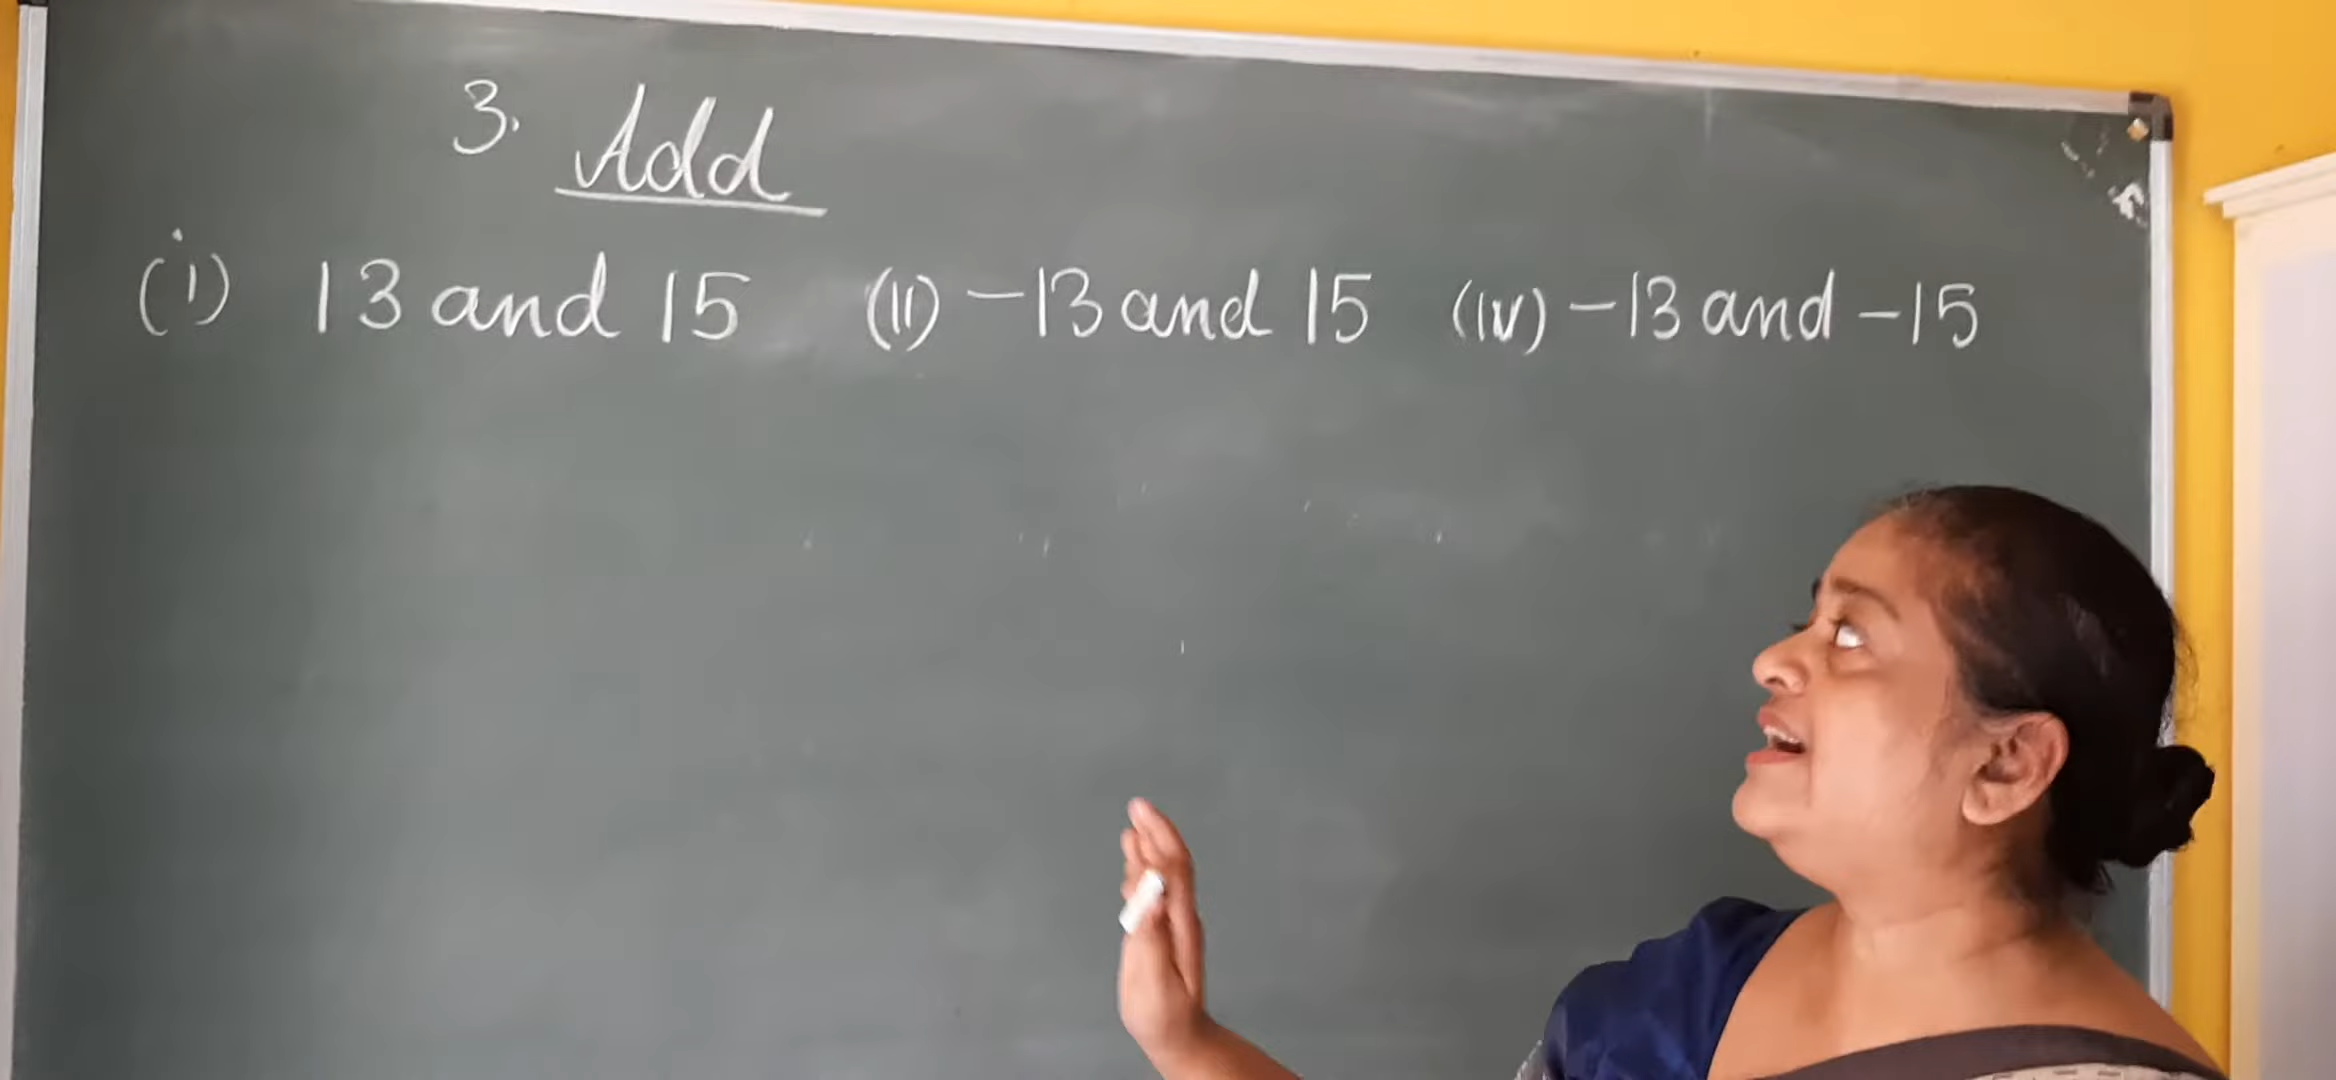 3. Add
(i) 13 and 15 (II) -13 and 15 (IV) -13 and -15